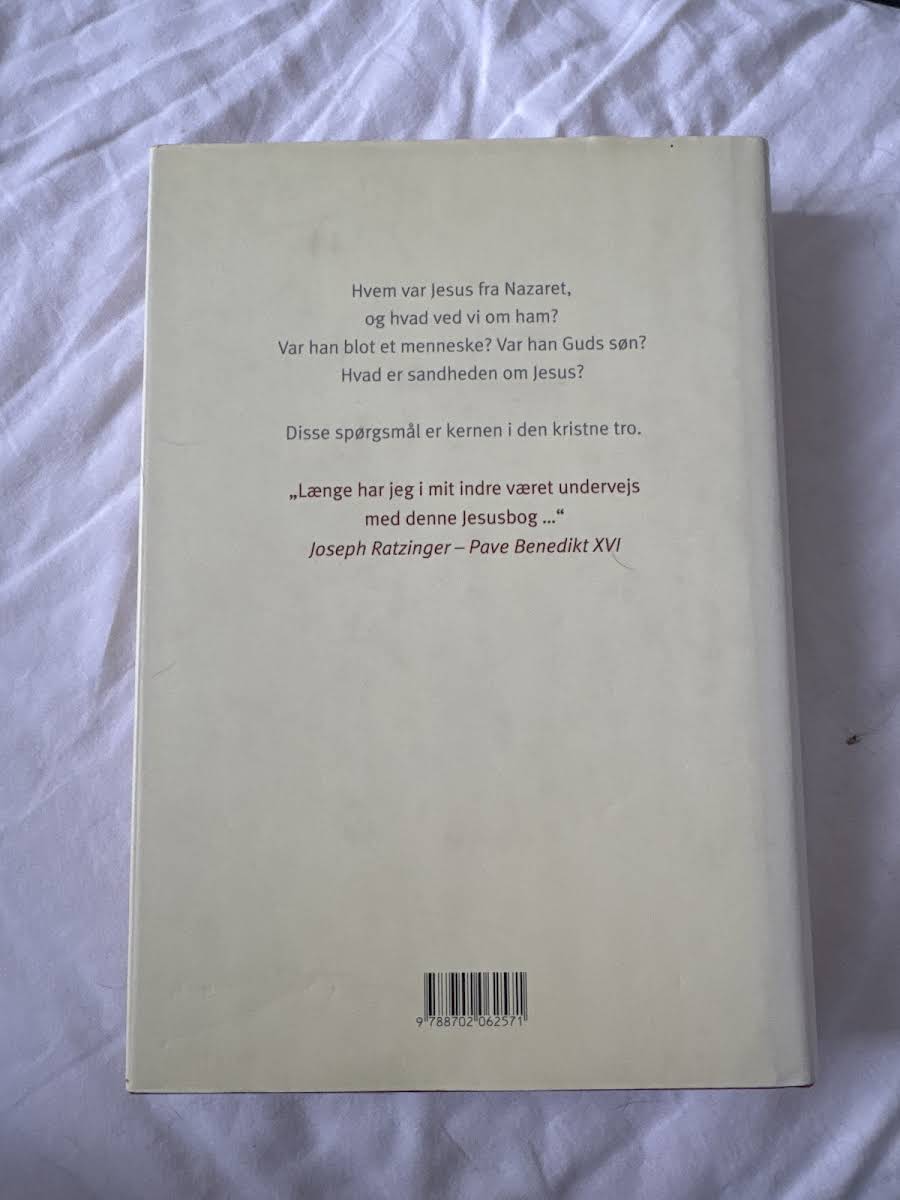 Hvem var Jesus fra Nazaret,
og hvad ved vi om ham?
Var han blot et menneske? Var han Guds søn?
Hvad er sandheden om Jesus?
Disse spørgsmål er kernen i den kristne tro.
„Længe har jeg i mit indre været undervejs
med denne Jesusbog ...“
Joseph Ratzinger – Pave Benedikt XVI
9 788702 062571